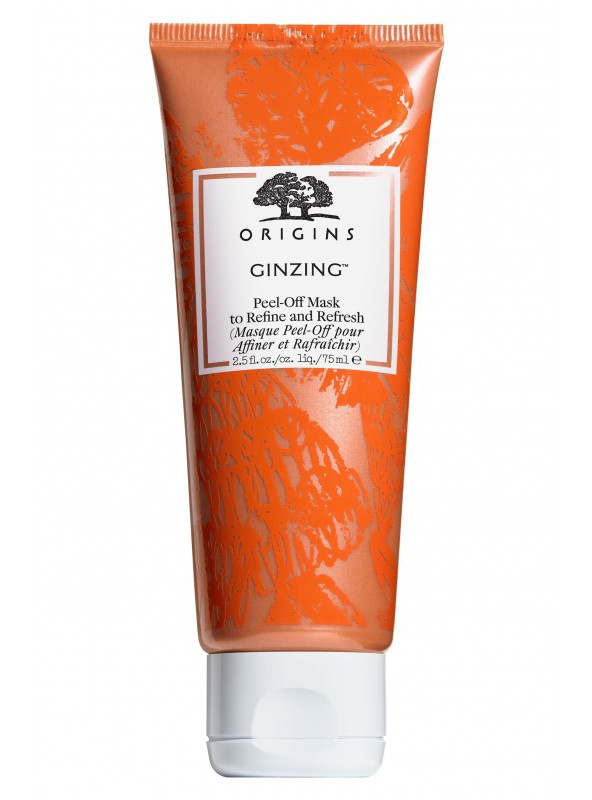 ORIGINS
GINZING™
Peel-Off Mask
to Refine and Refresh
(Masque Peel-Off pour
Affiner et Rafraîchir)
2.5 fl.oz./oz. liq./75 ml ℮